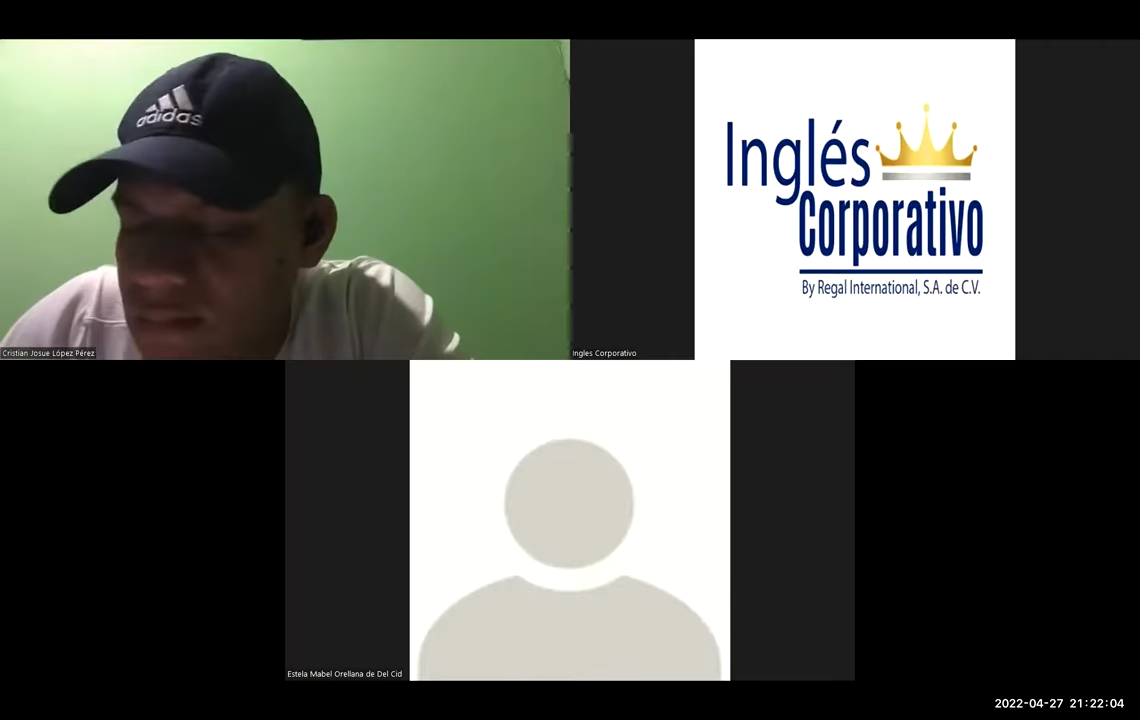 adidas
Inglés
Corporativo
By Regal International, S.A. de C.V.
Cristian Josue López Pérez
Ingles Corporativo
Estela Mabel Orellana de Del Cid
2022-04-27 21:22:04